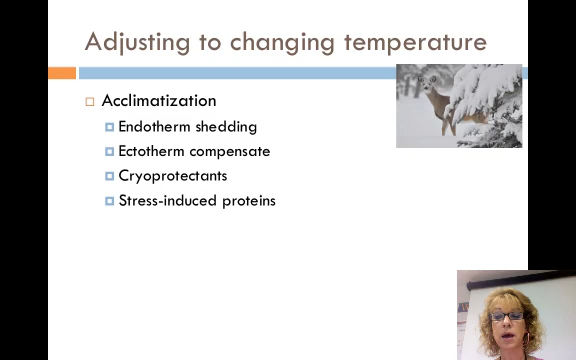 Adjusting to changing temperature
Acclimatization
Endotherm shedding
Ectotherm compensate
Cryoprotectants
Stress-induced proteins